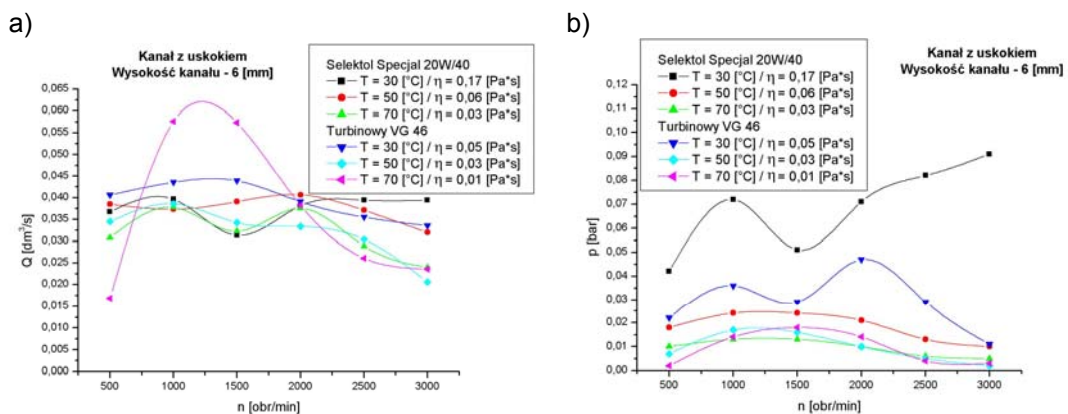 a)
Kanał z uskokiem
Wysokość kanału - 6 [mm]
Selektol Specjal 20W/40
T = 30 [°C] / η = 0,17 [Pa*s]
T = 50 [°C] / η = 0,06 [Pa*s]
T = 70 [°C] / η = 0,03 [Pa*s]
Turbinowy VG 46
T = 30 [°C] / η = 0,05 [Pa*s]
T = 50 [°C] / η = 0,03 [Pa*s]
T = 70 [°C] / η = 0,01 [Pa*s]
0,065
0,060
0,055
0,050
0,045
0,040
0,035
0,030
0,025
0,020
0,015
0,010
0,005
0,000
Q [dm³/s]
500 1000 1500 2000 2500 3000
n [obr/min]
b)
Kanał z uskokiem
Wysokość kanału - 6 [mm]
Selektol Specjal 20W/40
T = 30 [°C] / η = 0,17 [Pa*s]
T = 50 [°C] / η = 0,06 [Pa*s]
T = 70 [°C] / η = 0,03 [Pa*s]
Turbinowy VG 46
T = 30 [°C] / η = 0,05 [Pa*s]
T = 50 [°C] / η = 0,03 [Pa*s]
T = 70 [°C] / η = 0,01 [Pa*s]
0,12
0,11
0,10
0,09
0,08
0,07
0,06
0,05
0,04
0,03
0,02
0,01
0,00
p [bar]
500 1000 1500 2000 2500 3000
n [obr/min]